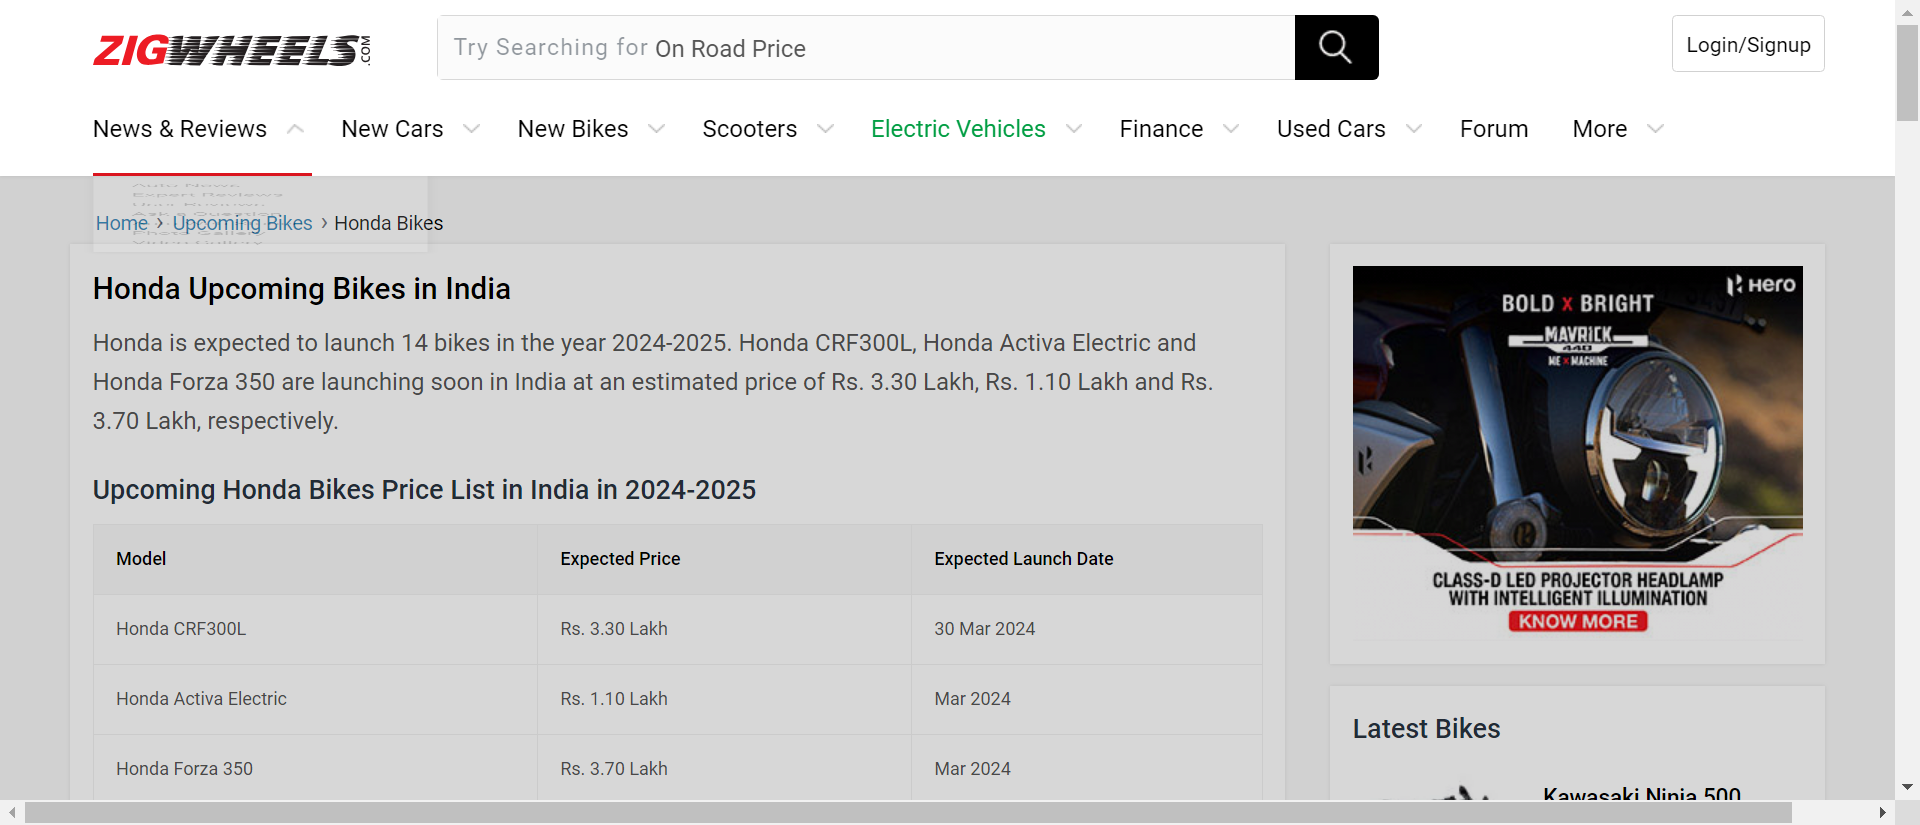 ZIGWHEELS.COM
Try Searching for On Road Price
Login/Signup
News & Reviews
New Cars
New Bikes
Scooters
Electric Vehicles
Finance
Used Cars
Forum
More
Home › Upcoming Bikes › Honda Bikes
Honda Upcoming Bikes in India
Honda is expected to launch 14 bikes in the year 2024-2025. Honda CRF300L, Honda Activa Electric and
Honda Forza 350 are launching soon in India at an estimated price of Rs. 3.30 Lakh, Rs. 1.10 Lakh and Rs.
3.70 Lakh, respectively.
Upcoming Honda Bikes Price List in India in 2024-2025
Model Expected Price Expected Launch Date
Honda CRF300L Rs. 3.30 Lakh 30 Mar 2024
Honda Activa Electric Rs. 1.10 Lakh Mar 2024
Honda Forza 350 Rs. 3.70 Lakh Mar 2024
Hero
BOLD X BRIGHT
MAVRICK
440
ME X MACHINE
CLASS-D LED PROJECTOR HEADLAMP
WITH INTELLIGENT ILLUMINATION
KNOW MORE
Latest Bikes
Kawasaki Ninja 500